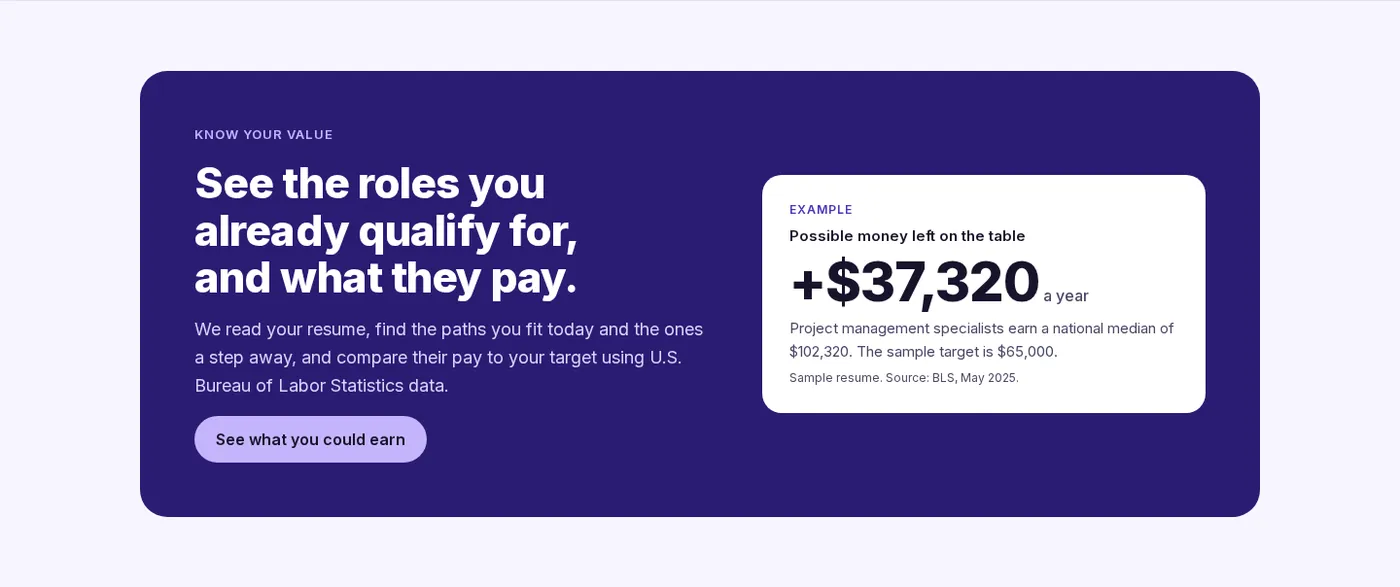 KNOW YOUR VALUE
See the roles you
already qualify for,
and what they pay.
We read your resume, find the paths you fit today and the ones
a step away, and compare their pay to your target using U.S.
Bureau of Labor Statistics data.
See what you could earn
EXAMPLE
Possible money left on the table
+$37,320 a year
Project management specialists earn a national median of
$102,320. The sample target is $65,000.
Sample resume. Source: BLS, May 2025.